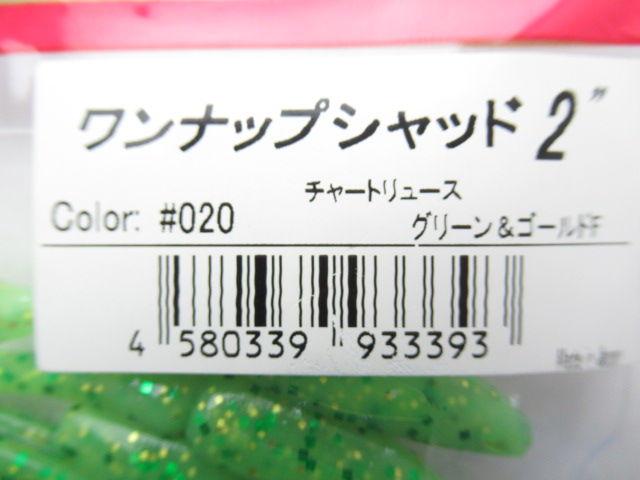 ワンナップシャッド 2"
チャートリュース
Color: #020
グリーン&ゴールドF
4 580339 933393